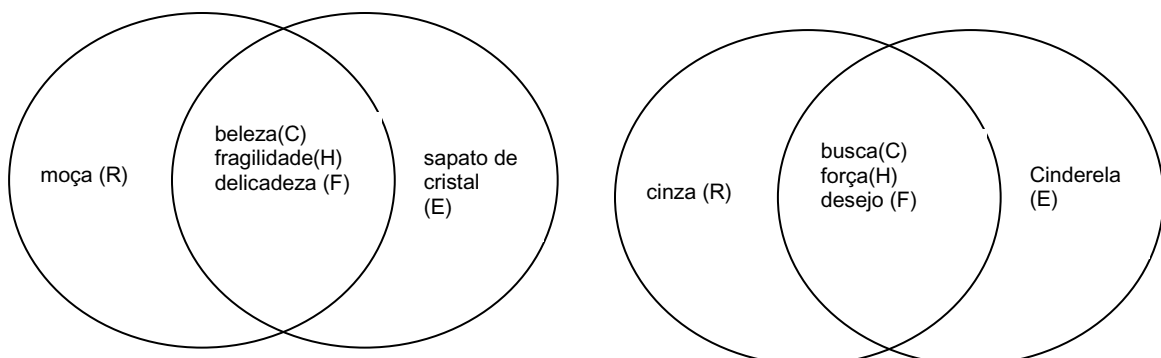 moça (R)
beleza(C)
fragilidade(H)
delicadeza (F)
sapato de
cristal
(E)
cinza (R)
busca(C)
força(H)
desejo (F)
Cinderela
(E)